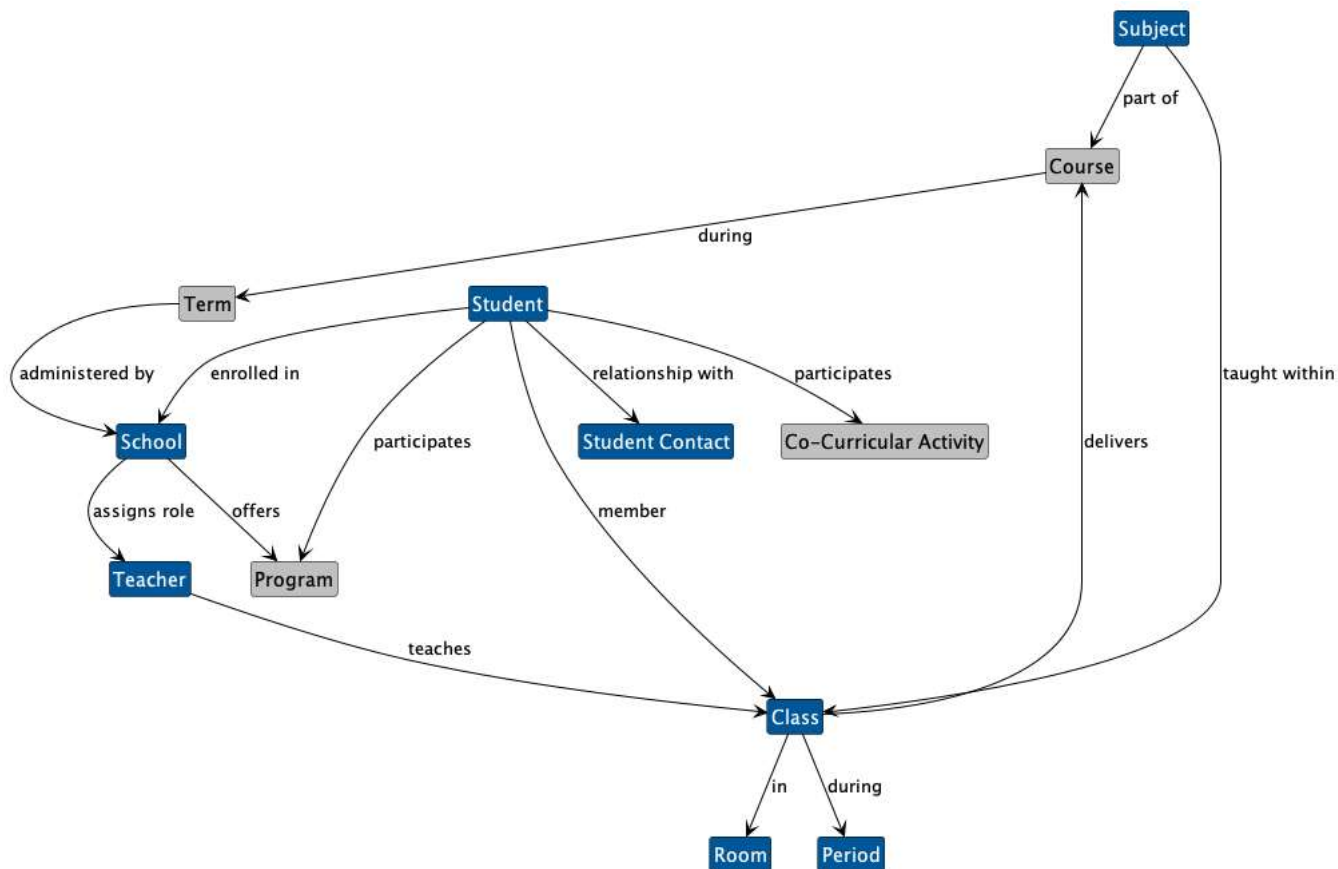 Subject
part of
Course
during
Term
Student
administered by
enrolled in
relationship with
participates
taught within
School
participates
Student Contact
Co-Curricular Activity
delivers
assigns role
offers
member
Teacher
Program
teaches
Class
in
during
Room
Period